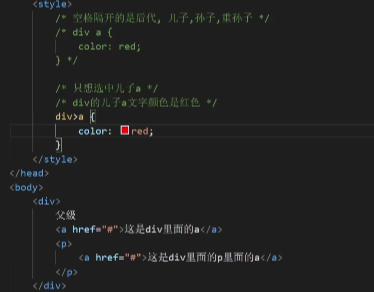 <style>
/* 空格隔开的是后代, 儿子,孙子,重孙子 */
/* div a {
color: red;
} */
/* 只想选中儿子a */
/* div的儿子a文字颜色是红色 */
div>a {
color: red;
}
</style>
</head>
<body>
<div>
父级
<a href="#">这是div里面的a</a>
<p>
<a href="#">这是div里面的p里面的a</a>
</p>
</div>